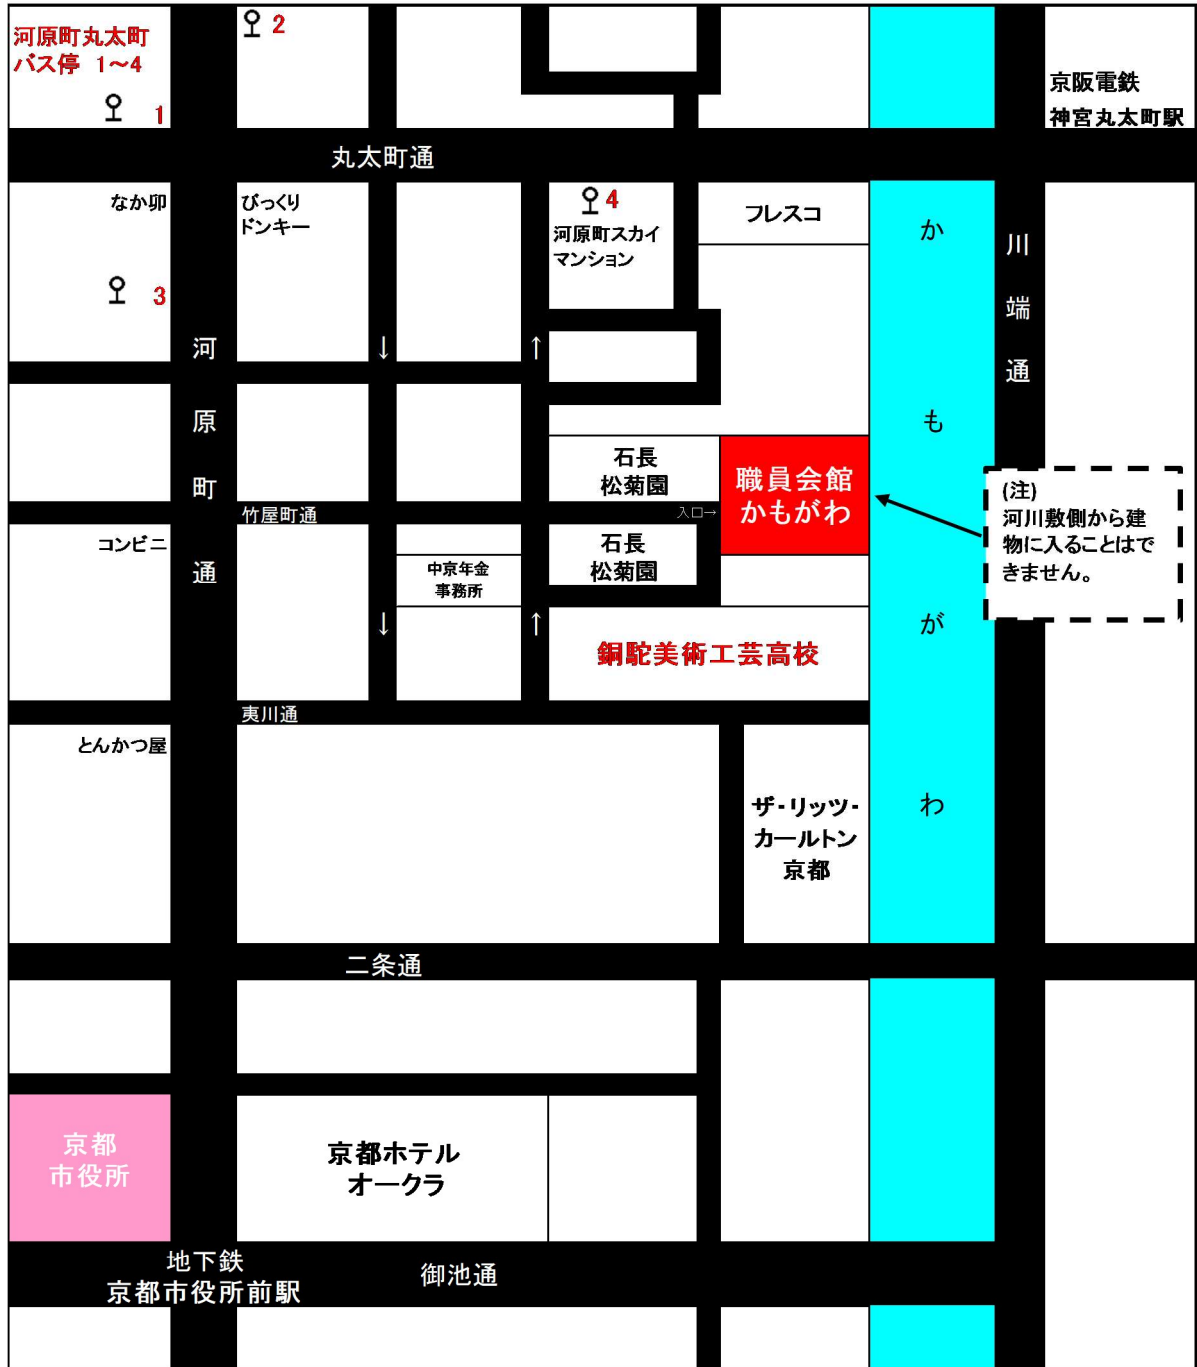 河原町丸太町
バス停 1～4
1
2
京阪電鉄
神宮丸太町駅
丸太町通
なか卯
びっくり
ドンキー
4
河原町スカイ
マンション
フレスコ
3
か
も
が
わ
川
端
通
河
原
町
通
↓
↑
石長
松菊園
職員会館
かもがわ
入口→
(注)
河川敷側から建
物に入ることはで
きません。
竹屋町通
コンビニ
中京年金
事務所
石長
松菊園
↓
↑
銅駝美術工芸高校
夷川通
とんかつ屋
ザ・リッツ・
カールトン
京都
二条通
京都
市役所
京都ホテル
オークラ
地下鉄
京都市役所前駅
御池通